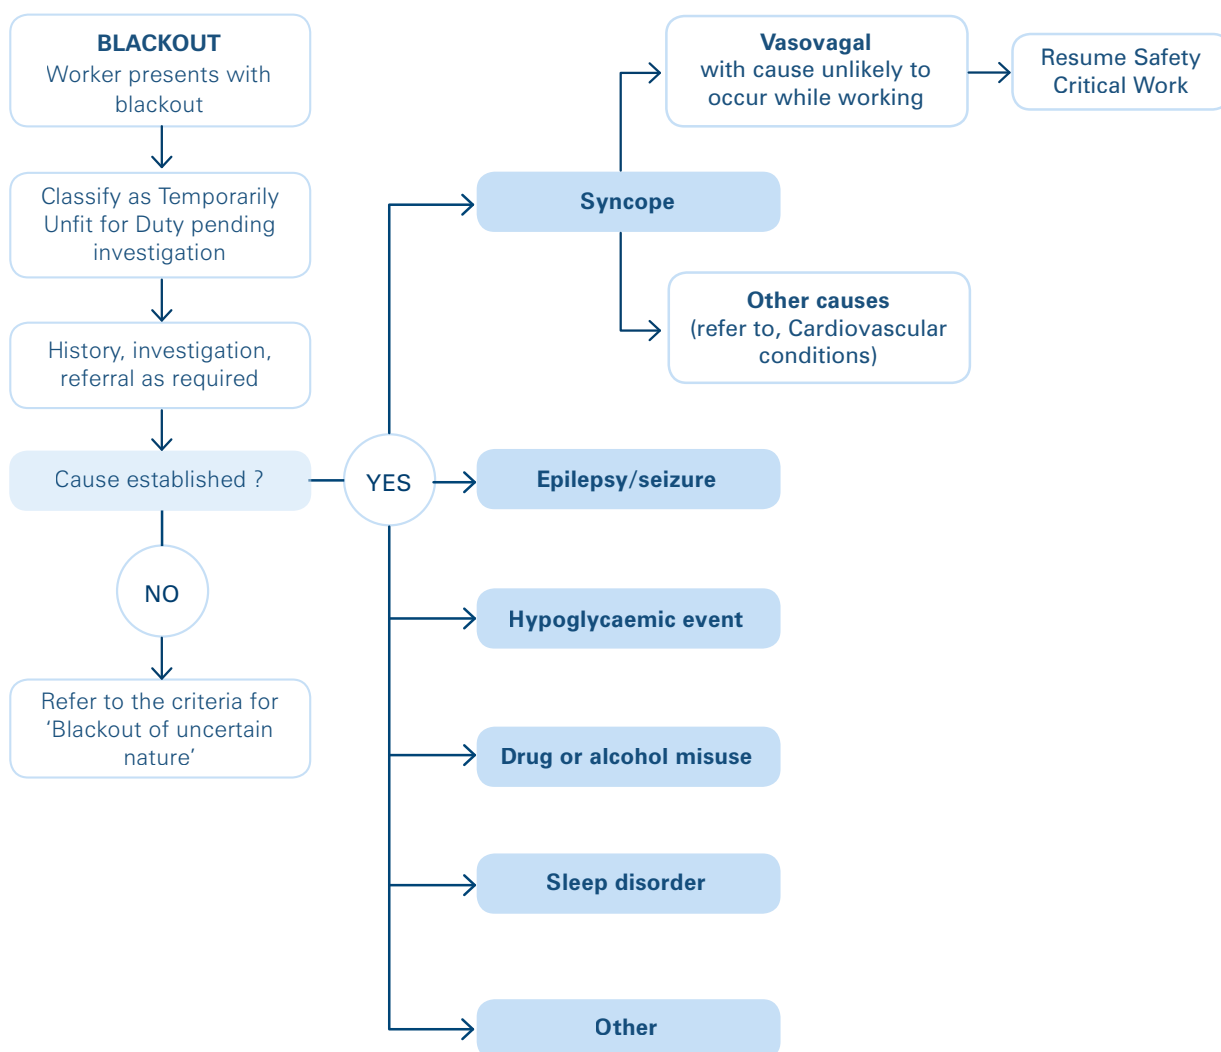 BLACKOUT
Worker presents with
blackout
Classify as Temporarily
Unfit for Duty pending
investigation
History, investigation,
referral as required
Cause established ?
YES
NO
Refer to the criteria for
‘Blackout of uncertain
nature’
Syncope
Vasovagal
with cause unlikely to
occur while working
Resume Safety
Critical Work
Other causes
(refer to, Cardiovascular
conditions)
Epilepsy/seizure
Hypoglycaemic event
Drug or alcohol misuse
Sleep disorder
Other